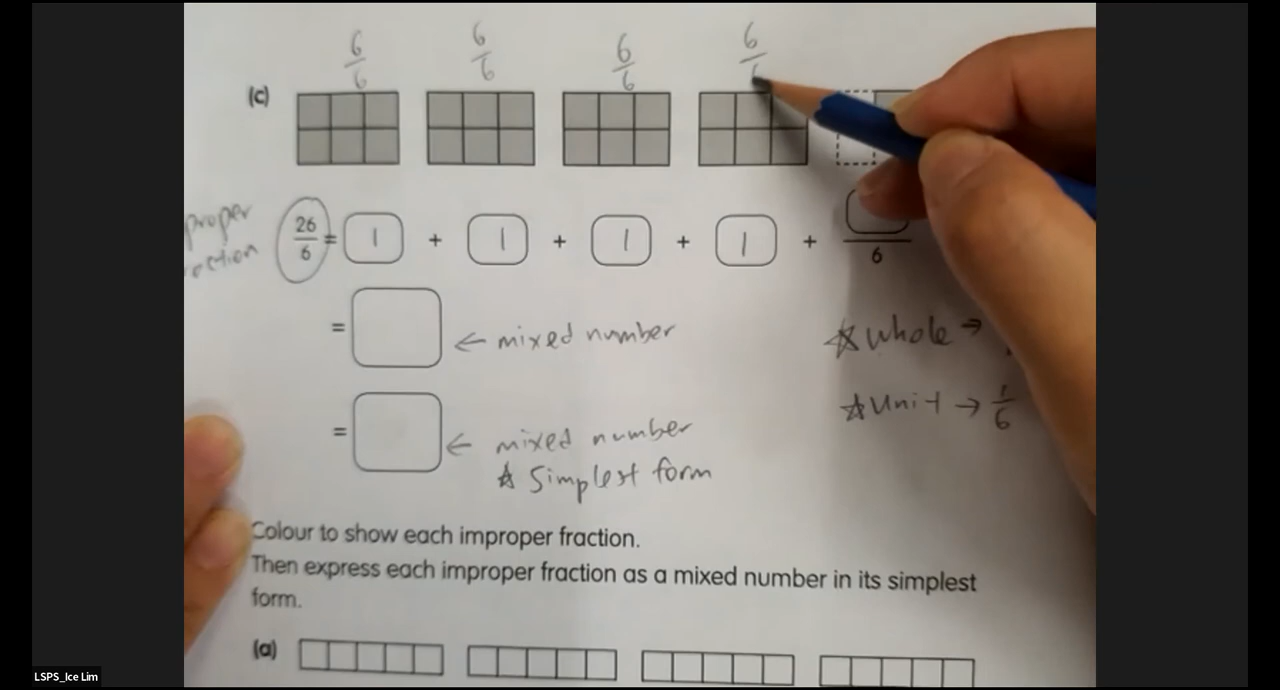 6/6 6/6 6/6 6/
(c)
26/6 = 1 + 1 + 1 + 1 + /6
proper
ction
= ← mixed number
☆ whole →
☆ Unit → 1/6
= ← mixed number
☆ simplest form
Colour to show each improper fraction.
Then express each improper fraction as a mixed number in its simplest
form.
(a)
LSPS_Ice Lim